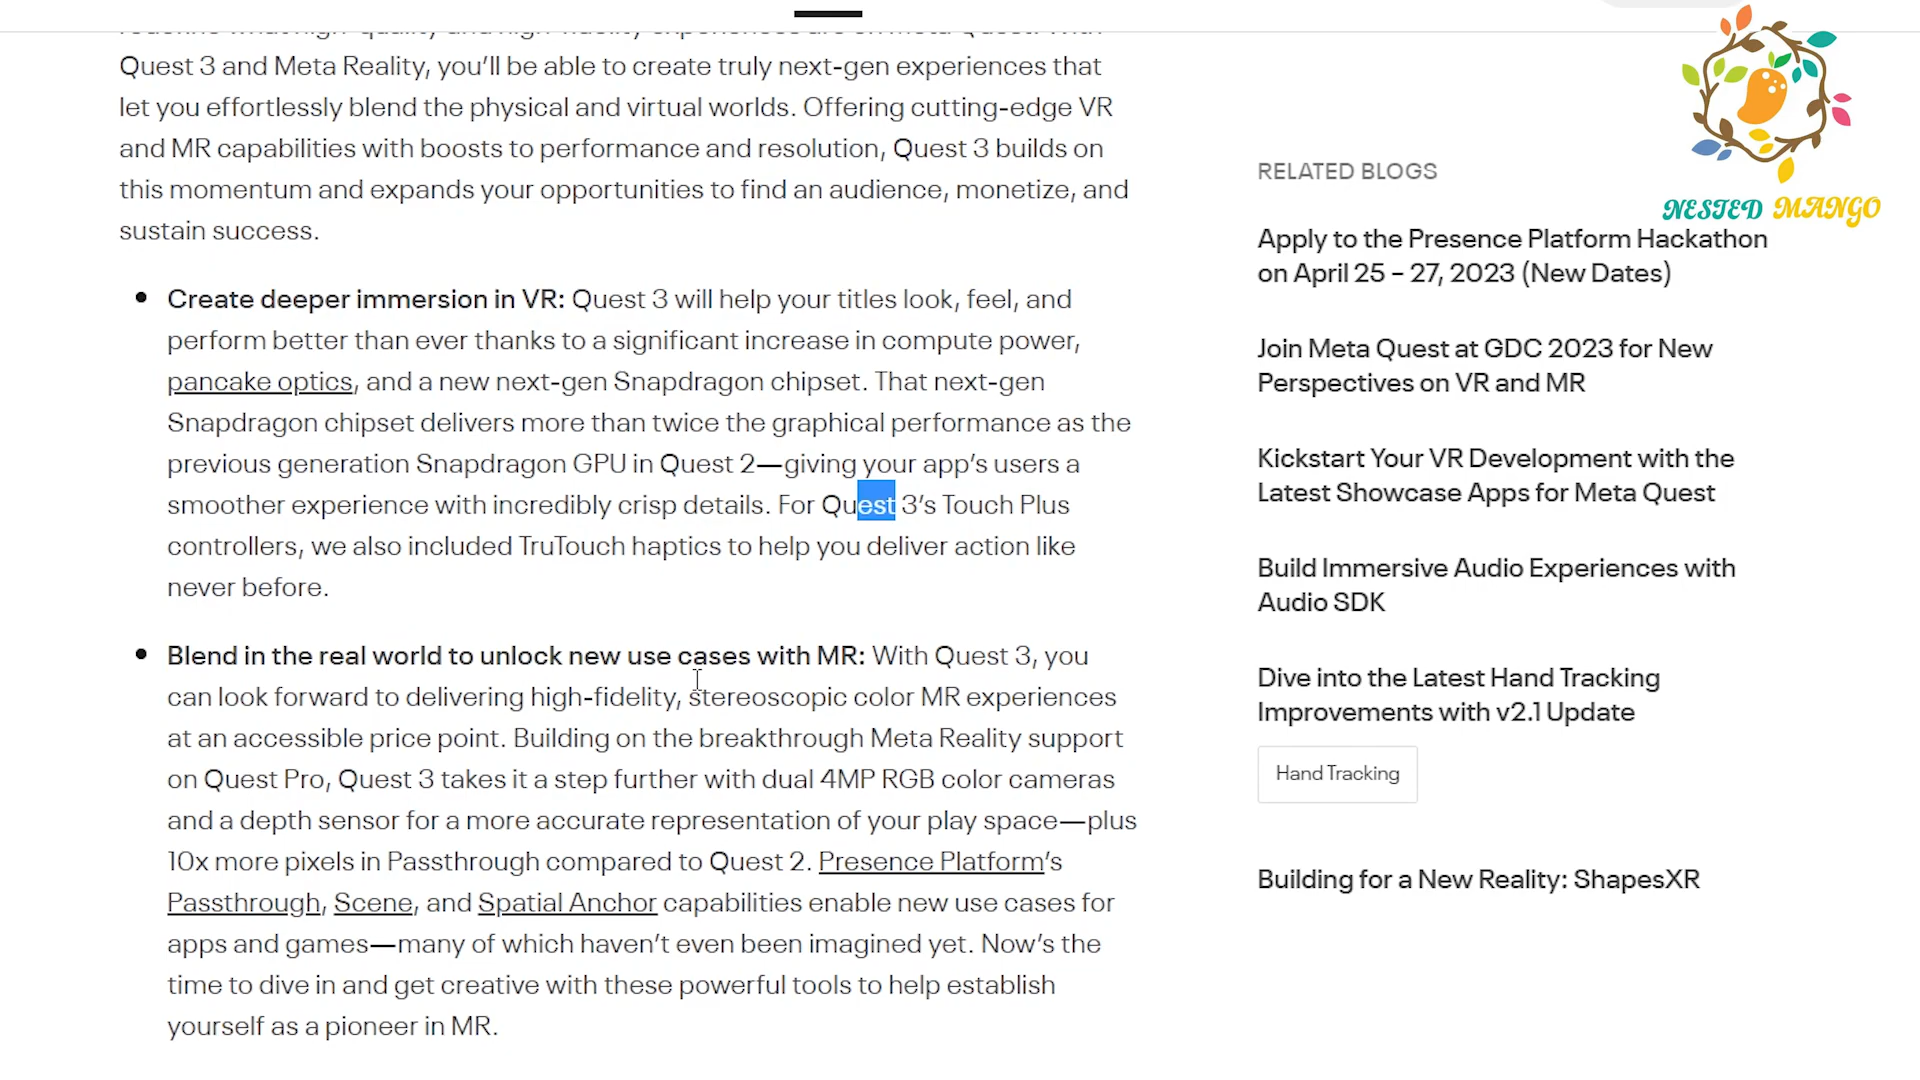 Quest 3 and Meta Reality, you’ll be able to create truly next-gen experiences that
let you effortlessly blend the physical and virtual worlds. Offering cutting-edge VR
and MR capabilities with boosts to performance and resolution, Quest 3 builds on
this momentum and expands your opportunities to find an audience, monetize, and
sustain success.
• Create deeper immersion in VR: Quest 3 will help your titles look, feel, and
perform better than ever thanks to a significant increase in compute power,
pancake optics, and a new next-gen Snapdragon chipset. That next-gen
Snapdragon chipset delivers more than twice the graphical performance as the
previous generation Snapdragon GPU in Quest 2—giving your app’s users a
smoother experience with incredibly crisp details. For Quest 3’s Touch Plus
controllers, we also included TruTouch haptics to help you deliver action like
never before.
• Blend in the real world to unlock new use cases with MR: With Quest 3, you
can look forward to delivering high-fidelity, stereoscopic color MR experiences
at an accessible price point. Building on the breakthrough Meta Reality support
on Quest Pro, Quest 3 takes it a step further with dual 4MP RGB color cameras
and a depth sensor for a more accurate representation of your play space—plus
10x more pixels in Passthrough compared to Quest 2. Presence Platform’s
Passthrough, Scene, and Spatial Anchor capabilities enable new use cases for
apps and games—many of which haven’t even been imagined yet. Now’s the
time to dive in and get creative with these powerful tools to help establish
yourself as a pioneer in MR.
RELATED BLOGS
NESTED MANGO
Apply to the Presence Platform Hackathon
on April 25 – 27, 2023 (New Dates)
Join Meta Quest at GDC 2023 for New
Perspectives on VR and MR
Kickstart Your VR Development with the
Latest Showcase Apps for Meta Quest
Build Immersive Audio Experiences with
Audio SDK
Dive into the Latest Hand Tracking
Improvements with v2.1 Update
Hand Tracking
Building for a New Reality: ShapesXR